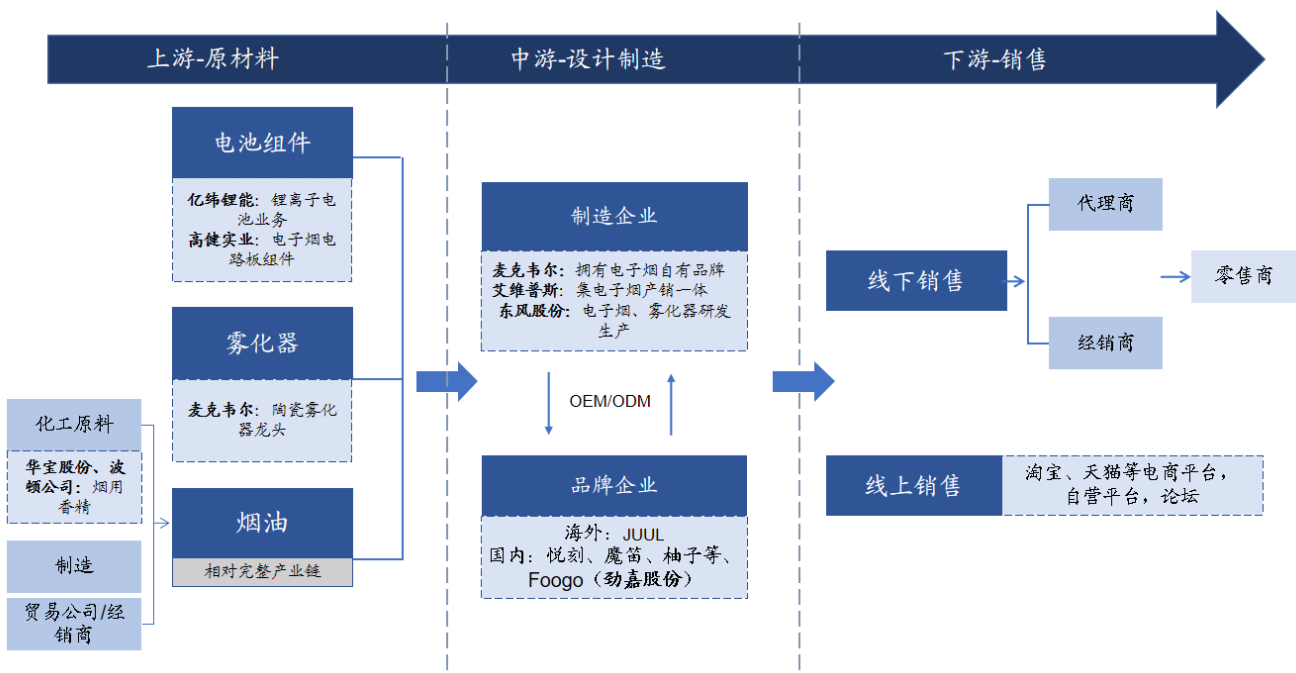 上游-原材料
中游-设计制造
下游-销售
电池组件
亿纬锂能：锂离子电
池业务
高健实业：电子烟电
路板组件
雾化器
麦克韦尔：陶瓷雾化
器龙头
化工原料
华宝股份、波
顿公司：烟用
香精
制造
贸易公司/经
销商
烟油
相对完整产业链
制造企业
麦克韦尔：拥有电子烟自有品牌
艾维普斯：集电子烟产销一体
东风股份：电子烟、雾化器研发
生产
OEM/ODM
品牌企业
海外：JUUL
国内：悦刻、魔笛、柚子等、
Foogo（劲嘉股份）
线下销售
代理商
经销商
零售商
线上销售
淘宝、天猫等电商平台，
自营平台，论坛